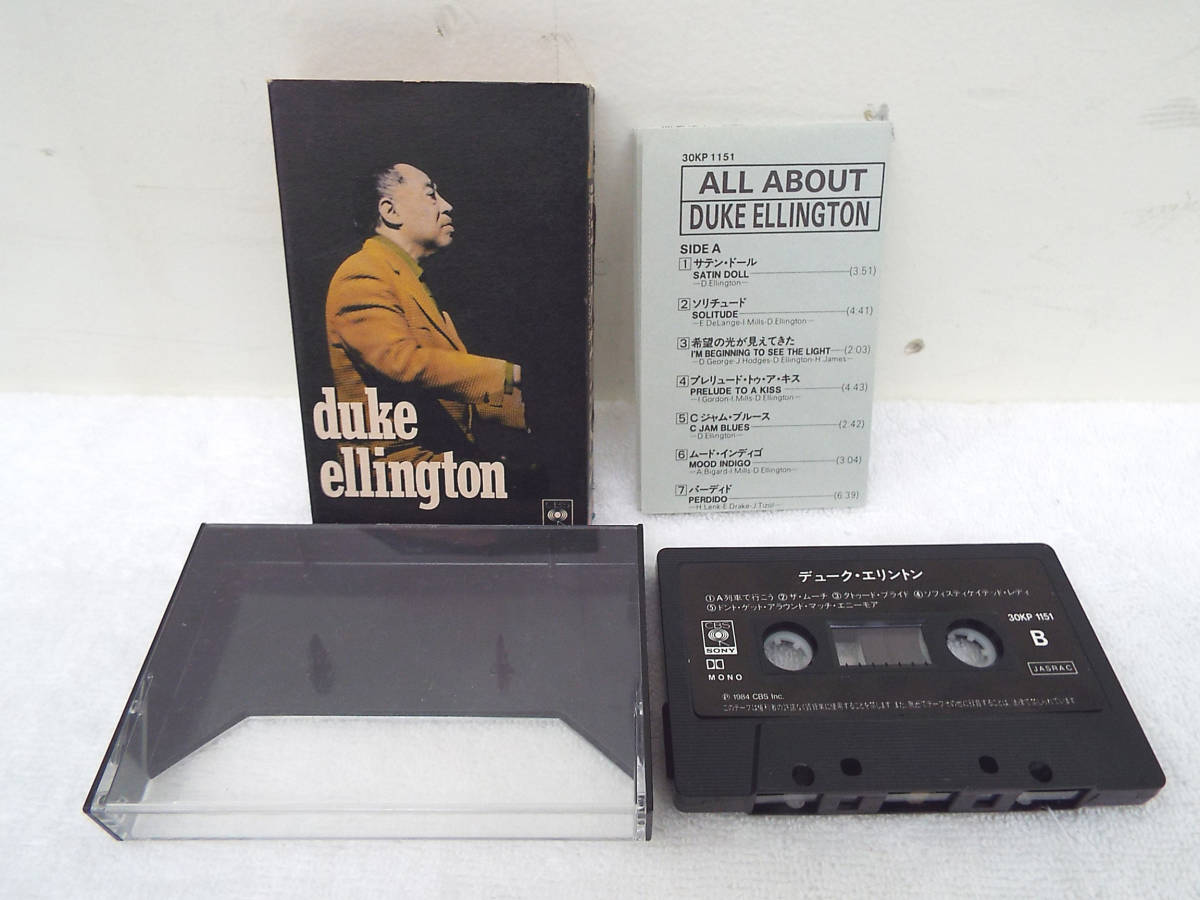 duke
ellington
CBS
30KP 1151
ALL ABOUT
DUKE ELLINGTON
SIDE A
1 サテン・ドール
SATIN DOLL (3:51)
—D.Ellington—
2 ソリチュード
SOLITUDE (4:41)
—E.DeLange-I.Mills-D.Ellington—
3 希望の光が見えてきた
I'M BEGINNING TO SEE THE LIGHT (2:03)
—D.George-J.Hodges-D.Ellington-H.James—
4 プレリュード・トゥ・ア・キス
PRELUDE TO A KISS (4:43)
—I.Gordon-I.Mills-D.Ellington—
5 C ジャム・ブルース
C JAM BLUES (2:42)
—D.Ellington—
6 ムード・インディゴ
MOOD INDIGO (3:04)
—A.Bigard-I.Mills-D.Ellington—
7 パーディド
PERDIDO (6:39)
—H.Lenk-E.Drake-J.Tizol—
デューク・エリントン
①A列車で行こう ②ザ・ムーチ ③タトゥード・ブライド ④ソフィスティケイテッド・レディ
⑤ドント・ゲット・アラウンド・マッチ・エニーモア
CBS
SONY
MONO
30KP 1151
B
JASRAC
Ⓟ 1984 CBS Inc.